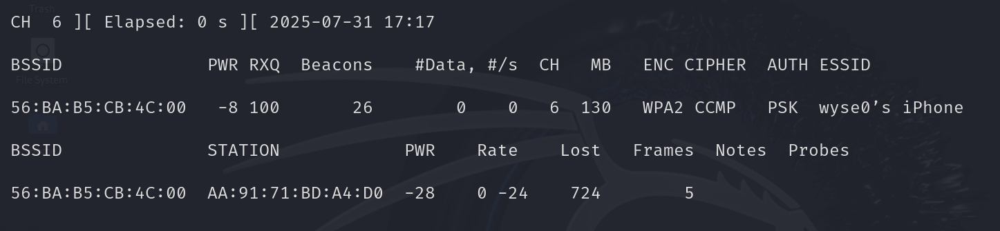 Trash
CH  6 ][ Elapsed: 0 s ][ 2025-07-31 17:17
BSSID              PWR RXQ  Beacons    #Data, #/s  CH   MB   ENC CIPHER  AUTH ESSID
File System
56:BA:B5:CB:4C:00   -8 100       26        0    0   6  130   WPA2 CCMP   PSK  wyse0’s iPhone
BSSID              STATION            PWR    Rate    Lost   Frames  Notes  Probes
56:BA:B5:CB:4C:00  AA:91:71:BD:A4:D0  -28    0 -24    724        5